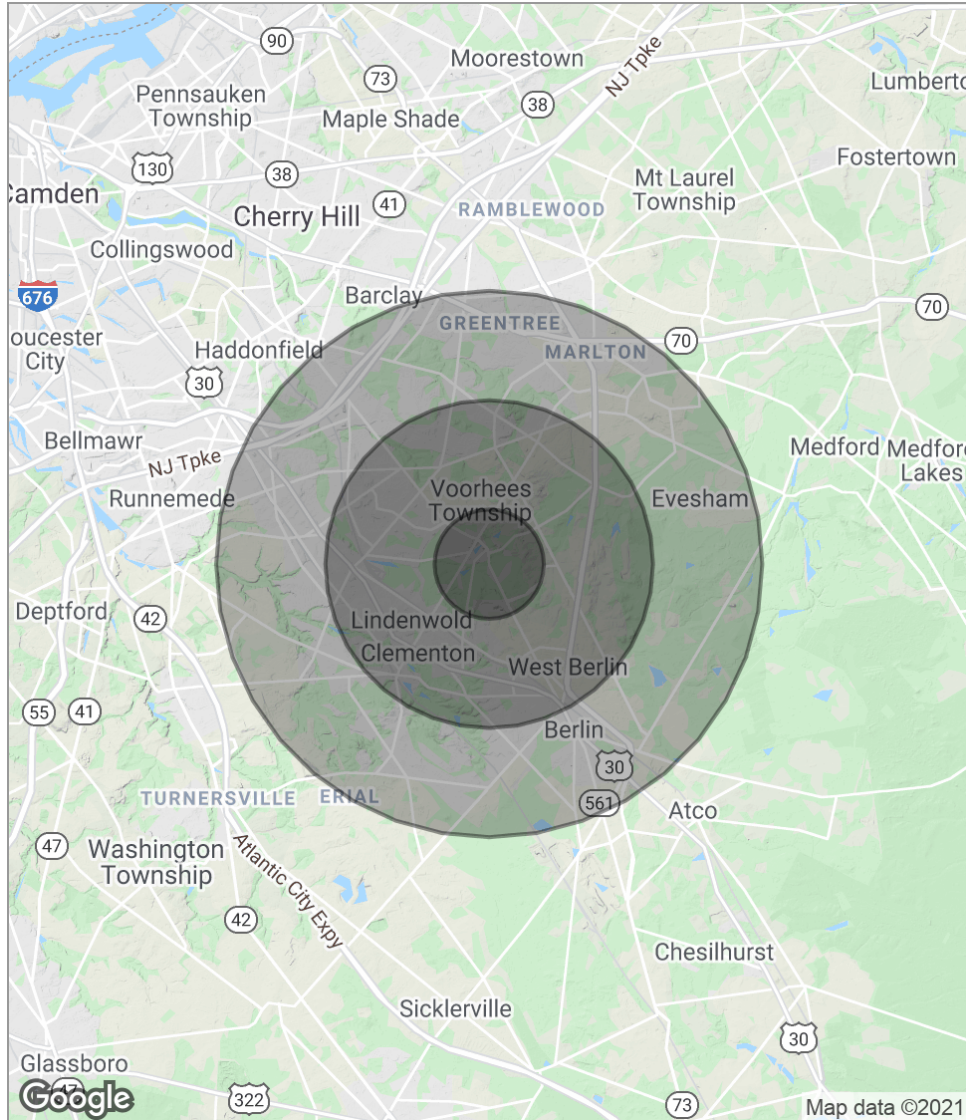 90
Moorestown
NJ Tpke
73
Lumberto
Pennsauken
Township
38
Maple Shade
130
38
Fostertown
Camden
Mt Laurel
Township
41
RAMBLEWOOD
Cherry Hill
Collingswood
676
Barclay
70
GREENTREE
oucester
City
Haddonfield
MARLTON
70
30
Bellmawr
Medford
Medford
Lakes
NJ Tpke
Runnemede
Voorhees
Township
Evesham
Deptford
42
Lindenwold
Clementon
West Berlin
55
41
Berlin
30
TURNERSVILLE
ERIAL
561
Atco
47
Washington
Township
Atlantic City Expy
42
Chesilhurst
Sicklerville
30
Glassboro
47
Google
322
73
Map data ©2021